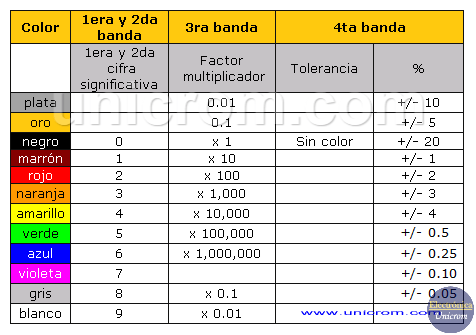 Color 1era y 2da banda 3ra banda 4ta banda
1era y 2da cifra significativa Factor multiplicador Tolerancia %
plata 0.01 +/- 10
oro 0.1 +/- 5
negro 0 x 1 Sin color +/- 20
marrón 1 x 10 +/- 1
rojo 2 x 100 +/- 2
naranja 3 x 1,000 +/- 3
amarillo 4 x 10,000 +/- 4
verde 5 x 100,000 +/- 0.5
azul 6 x 1,000,000 +/- 0.25
violeta 7 +/- 0.10
gris 8 x 0.1 +/- 0.05
blanco 9 x 0.01 www.unicrom.com
unicrom.com
Electrónica
Unicrom